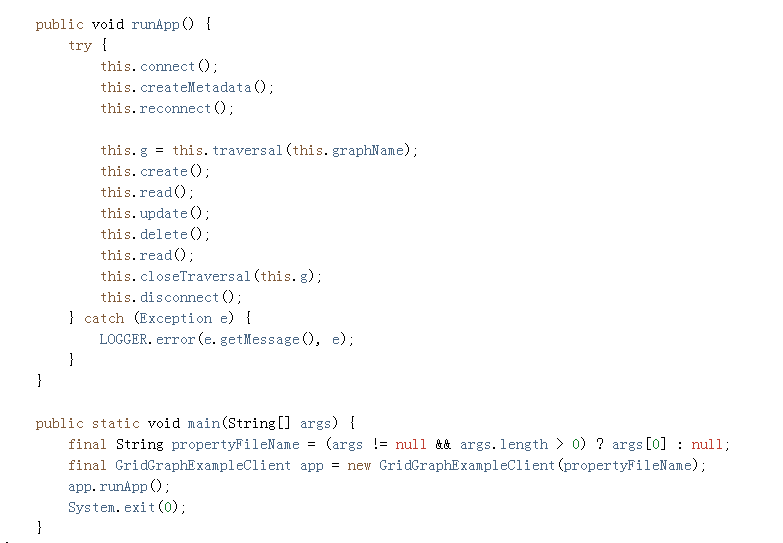 public void runApp() {
    try {
        this.connect();
        this.createMetadata();
        this.reconnect();

        this.g = this.traversal(this.graphName);
        this.create();
        this.read();
        this.update();
        this.delete();
        this.read();
        this.closeTraversal(this.g);
        this.disconnect();
    } catch (Exception e) {
        LOGGER.error(e.getMessage(), e);
    }
}

public static void main(String[] args) {
    final String propertyFileName = (args != null && args.length > 0) ? args[0] : null;
    final GridGraphExampleClient app = new GridGraphExampleClient(propertyFileName);
    app.runApp();
    System.exit(0);
}